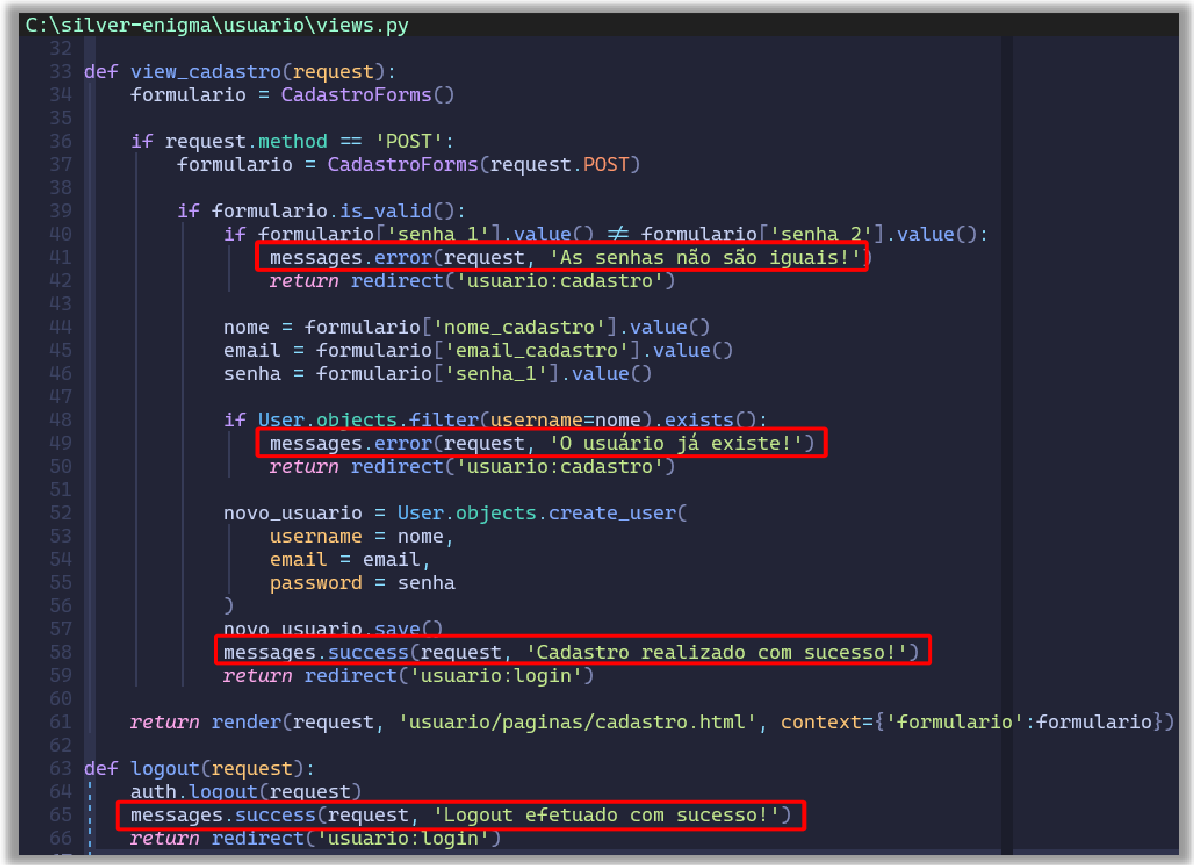 C:\silver-enigma\usuario\views.py
32
33 def view_cadastro(request):
34     formulario = CadastroForms()
35
36     if request.method == 'POST':
37         formulario = CadastroForms(request.POST)
38
39         if formulario.is_valid():
40             if formulario['senha_1'].value() ≠ formulario['senha_2'].value():
41                 messages.error(request, 'As senhas não são iguais!')
42                 return redirect('usuario:cadastro')
43
44             nome = formulario['nome_cadastro'].value()
45             email = formulario['email_cadastro'].value()
46             senha = formulario['senha_1'].value()
47
48             if User.objects.filter(username=nome).exists():
49                 messages.error(request, 'O usuário já existe!')
50                 return redirect('usuario:cadastro')
51
52             novo_usuario = User.objects.create_user(
53                 username = nome,
54                 email = email,
55                 password = senha
56             )
57             novo_usuario.save()
58             messages.success(request, 'Cadastro realizado com sucesso!')
59             return redirect('usuario:login')
60
61     return render(request, 'usuario/paginas/cadastro.html', context={'formulario':formulario})
62
63 def logout(request):
64     auth.logout(request)
65     messages.success(request, 'Logout efetuado com sucesso!')
66     return redirect('usuario:login')